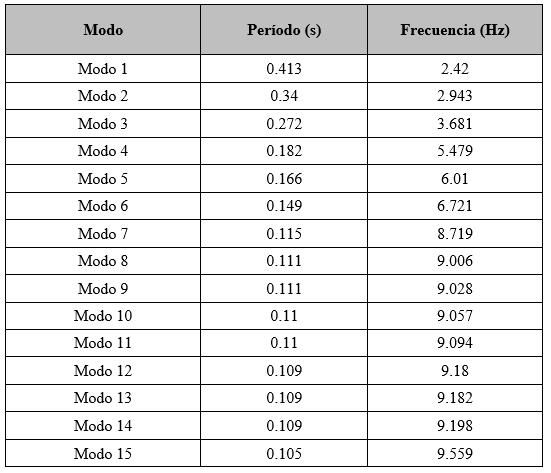 Modo Período (s) Frecuencia (Hz)
Modo 1 0.413 2.42
Modo 2 0.34 2.943
Modo 3 0.272 3.681
Modo 4 0.182 5.479
Modo 5 0.166 6.01
Modo 6 0.149 6.721
Modo 7 0.115 8.719
Modo 8 0.111 9.006
Modo 9 0.111 9.028
Modo 10 0.11 9.057
Modo 11 0.11 9.094
Modo 12 0.109 9.18
Modo 13 0.109 9.182
Modo 14 0.109 9.198
Modo 15 0.105 9.559